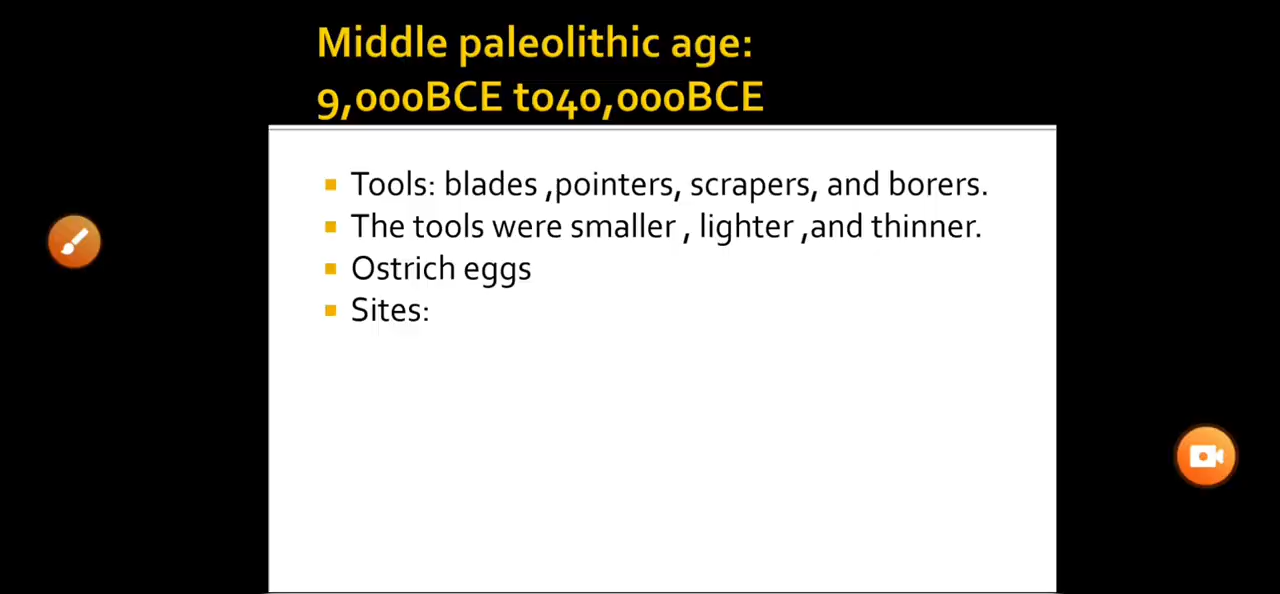 Middle paleolithic age:
9,000BCE to40,000BCE
Tools: blades ,pointers, scrapers, and borers.
The tools were smaller , lighter ,and thinner.
Ostrich eggs
Sites: